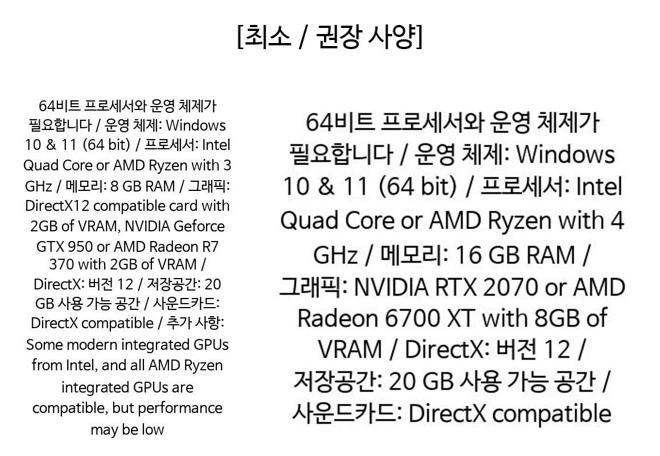 [최소 / 권장 사양]
64비트 프로세서와 운영 체제가
필요합니다 / 운영 체제: Windows
10 & 11 (64 bit) / 프로세서: Intel
Quad Core or AMD Ryzen with 3
GHz / 메모리: 8 GB RAM / 그래픽:
DirectX12 compatible card with
2GB of VRAM, NVIDIA Geforce
GTX 950 or AMD Radeon R7
370 with 2GB of VRAM /
DirectX: 버전 12 / 저장공간: 20
GB 사용 가능 공간 / 사운드카드:
DirectX compatible / 추가 사항:
Some modern integrated GPUs
from Intel, and all AMD Ryzen
integrated GPUs are
compatible, but performance
may be low
64비트 프로세서와 운영 체제가
필요합니다 / 운영 체제: Windows
10 & 11 (64 bit) / 프로세서: Intel
Quad Core or AMD Ryzen with 4
GHz / 메모리: 16 GB RAM /
그래픽: NVIDIA RTX 2070 or AMD
Radeon 6700 XT with 8GB of
VRAM / DirectX: 버전 12 /
저장공간: 20 GB 사용 가능 공간 /
사운드카드: DirectX compatible